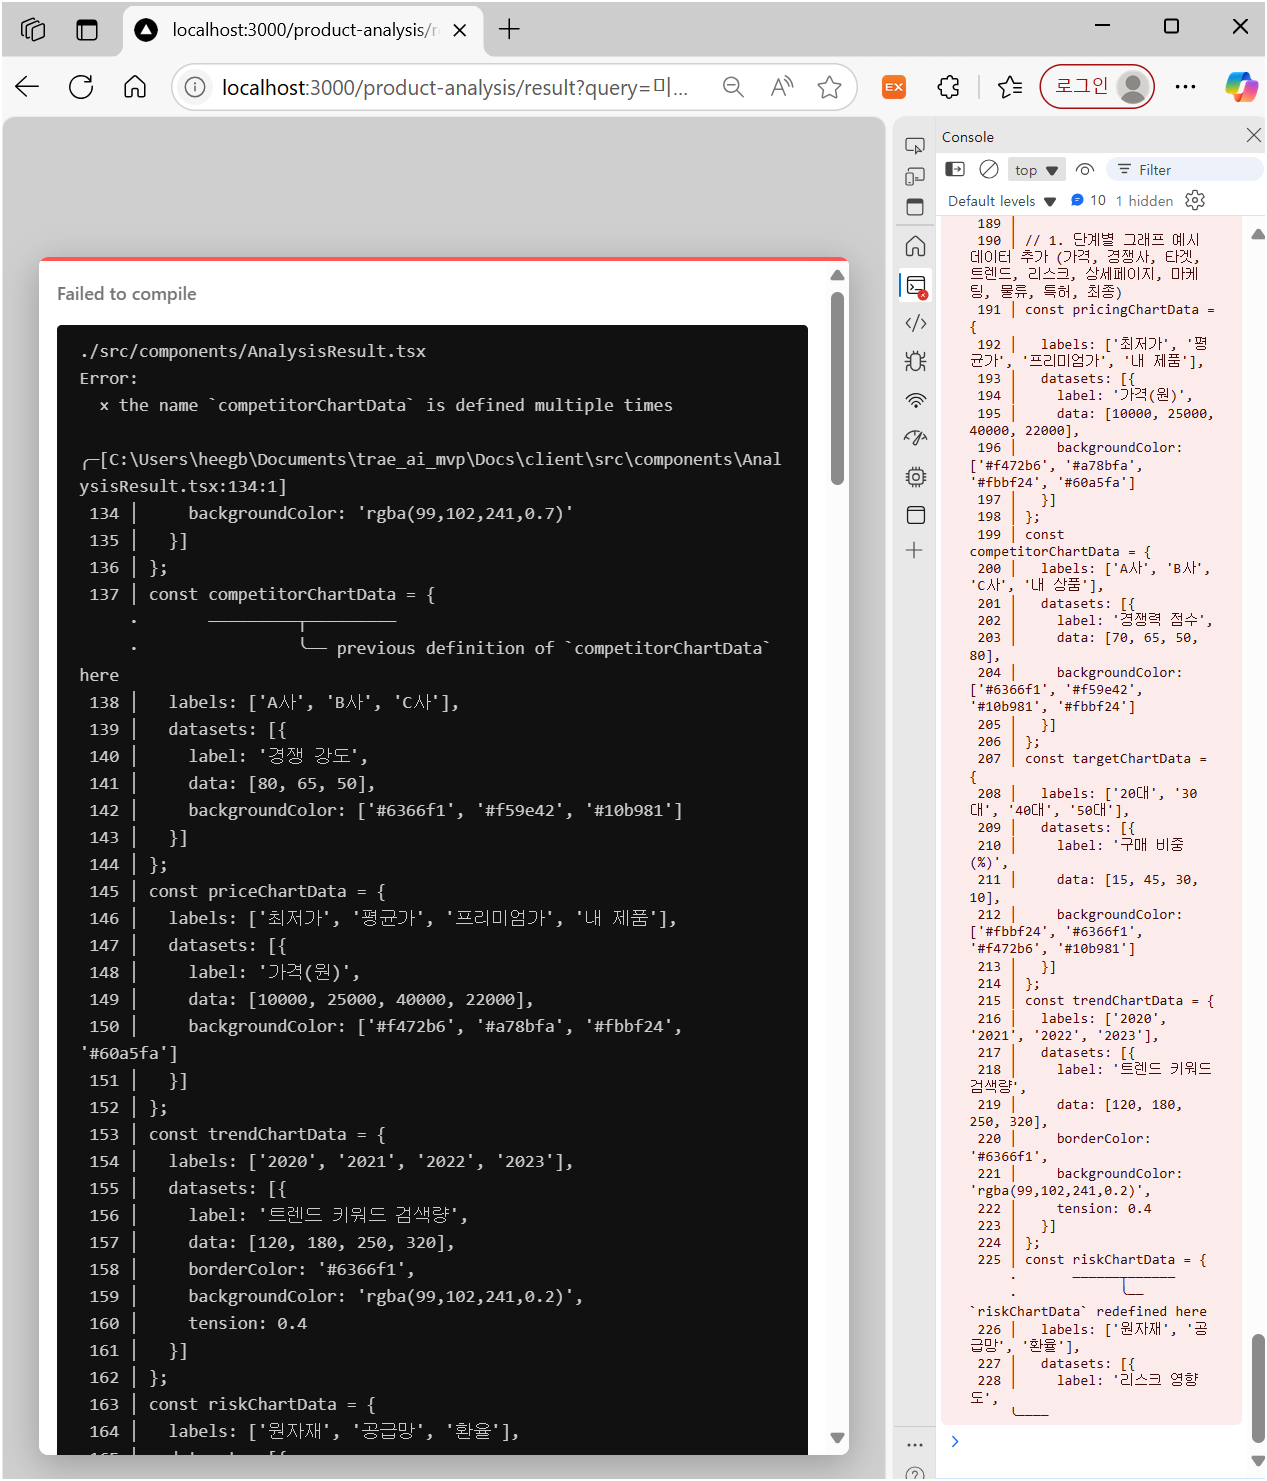 localhost:3000/product-analysis/r
localhost:3000/product-analysis/result?query=미...
로그인
Failed to compile
./src/components/AnalysisResult.tsx
Error:
× the name `competitorChartData` is defined multiple times
╭─[C:\Users\heegb\Documents\trae_ai_mvp\Docs\client\src\components\Anal
ysisResult.tsx:134:1]
134 │     backgroundColor: 'rgba(99,102,241,0.7)'
135 │   }]
136 │ };
137 │ const competitorChartData = {
· ─────────┬─────────
· ╰── previous definition of `competitorChartData`
here
138 │   labels: ['A사', 'B사', 'C사'],
139 │   datasets: [{
140 │     label: '경쟁 강도',
141 │     data: [80, 65, 50],
142 │     backgroundColor: ['#6366f1', '#f59e42', '#10b981']
143 │   }]
144 │ };
145 │ const priceChartData = {
146 │   labels: ['최저가', '평균가', '프리미엄가', '내 제품'],
147 │   datasets: [{
148 │     label: '가격(원)',
149 │     data: [10000, 25000, 40000, 22000],
150 │     backgroundColor: ['#f472b6', '#a78bfa', '#fbbf24',
'#60a5fa']
151 │   }]
152 │ };
153 │ const trendChartData = {
154 │   labels: ['2020', '2021', '2022', '2023'],
155 │   datasets: [{
156 │     label: '트렌드 키워드 검색량',
157 │     data: [120, 180, 250, 320],
158 │     borderColor: '#6366f1',
159 │     backgroundColor: 'rgba(99,102,241,0.2)',
160 │     tension: 0.4
161 │   }]
162 │ };
163 │ const riskChartData = {
164 │   labels: ['원자재', '공급망', '환율'],
Console
top
Filter
Default levels
10
1 hidden
EX
189 │
190 │ // 1. 단계별 그래프 예시
데이터 추가 (가격, 경쟁사, 타겟,
트렌드, 리스크, 상세페이지, 마케
팅, 물류, 특허, 최종)
191 │ const pricingChartData =
{
192 │   labels: ['최저가', '평
균가', '프리미엄가', '내 제품'],
193 │   datasets: [{
194 │     label: '가격(원)',
195 │     data: [10000, 25000,
40000, 22000],
196 │     backgroundColor:
['#f472b6', '#a78bfa',
'#fbbf24', '#60a5fa']
197 │   }]
198 │ };
199 │ const
competitorChartData = {
200 │   labels: ['A사', 'B사',
'C사', '내 상품'],
201 │   datasets: [{
202 │     label: '경쟁력 점수',
203 │     data: [70, 65, 50,
80],
204 │     backgroundColor:
['#6366f1', '#f59e42',
'#10b981', '#fbbf24']
205 │   }]
206 │ };
207 │ const targetChartData =
{
208 │   labels: ['20대', '30
대', '40대', '50대'],
209 │   datasets: [{
210 │     label: '구매 비중
(%)',
211 │     data: [15, 45, 30,
10],
212 │     backgroundColor:
['#fbbf24', '#6366f1',
'#f472b6', '#10b981']
213 │   }]
214 │ };
215 │ const trendChartData = {
216 │   labels: ['2020',
'2021', '2022', '2023'],
217 │   datasets: [{
218 │     label: '트렌드 키워드
검색량',
219 │     data: [120, 180,
250, 320],
220 │     borderColor:
'#6366f1',
221 │     backgroundColor:
'rgba(99,102,241,0.2)',
222 │     tension: 0.4
223 │   }]
224 │ };
225 │ const riskChartData = {
· ──────┬──────
· ╰──
`riskChartData` redefined here
226 │   labels: ['원자재', '공
급망', '환율'],
227 │   datasets: [{
228 │     label: '리스크 영향
도',
╰────